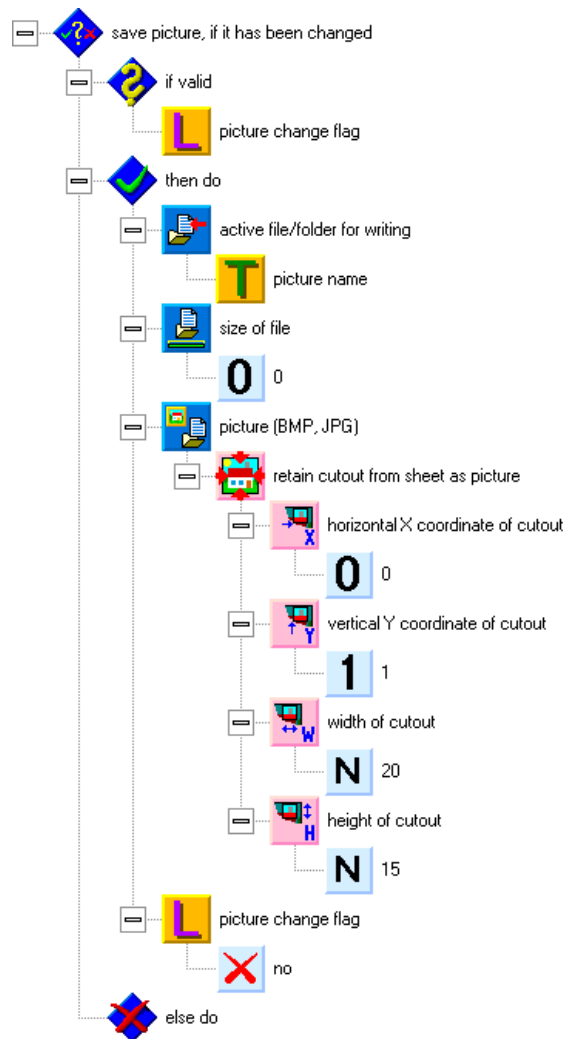 save picture, if it has been changed
if valid
L picture change flag
then do
active file/folder for writing
T picture name
size of file
0 0
picture (BMP, JPG)
retain cutout from sheet as picture
X horizontal X coordinate of cutout
0 0
Y vertical Y coordinate of cutout
1 1
W width of cutout
N 20
H height of cutout
N 15
L picture change flag
no
else do